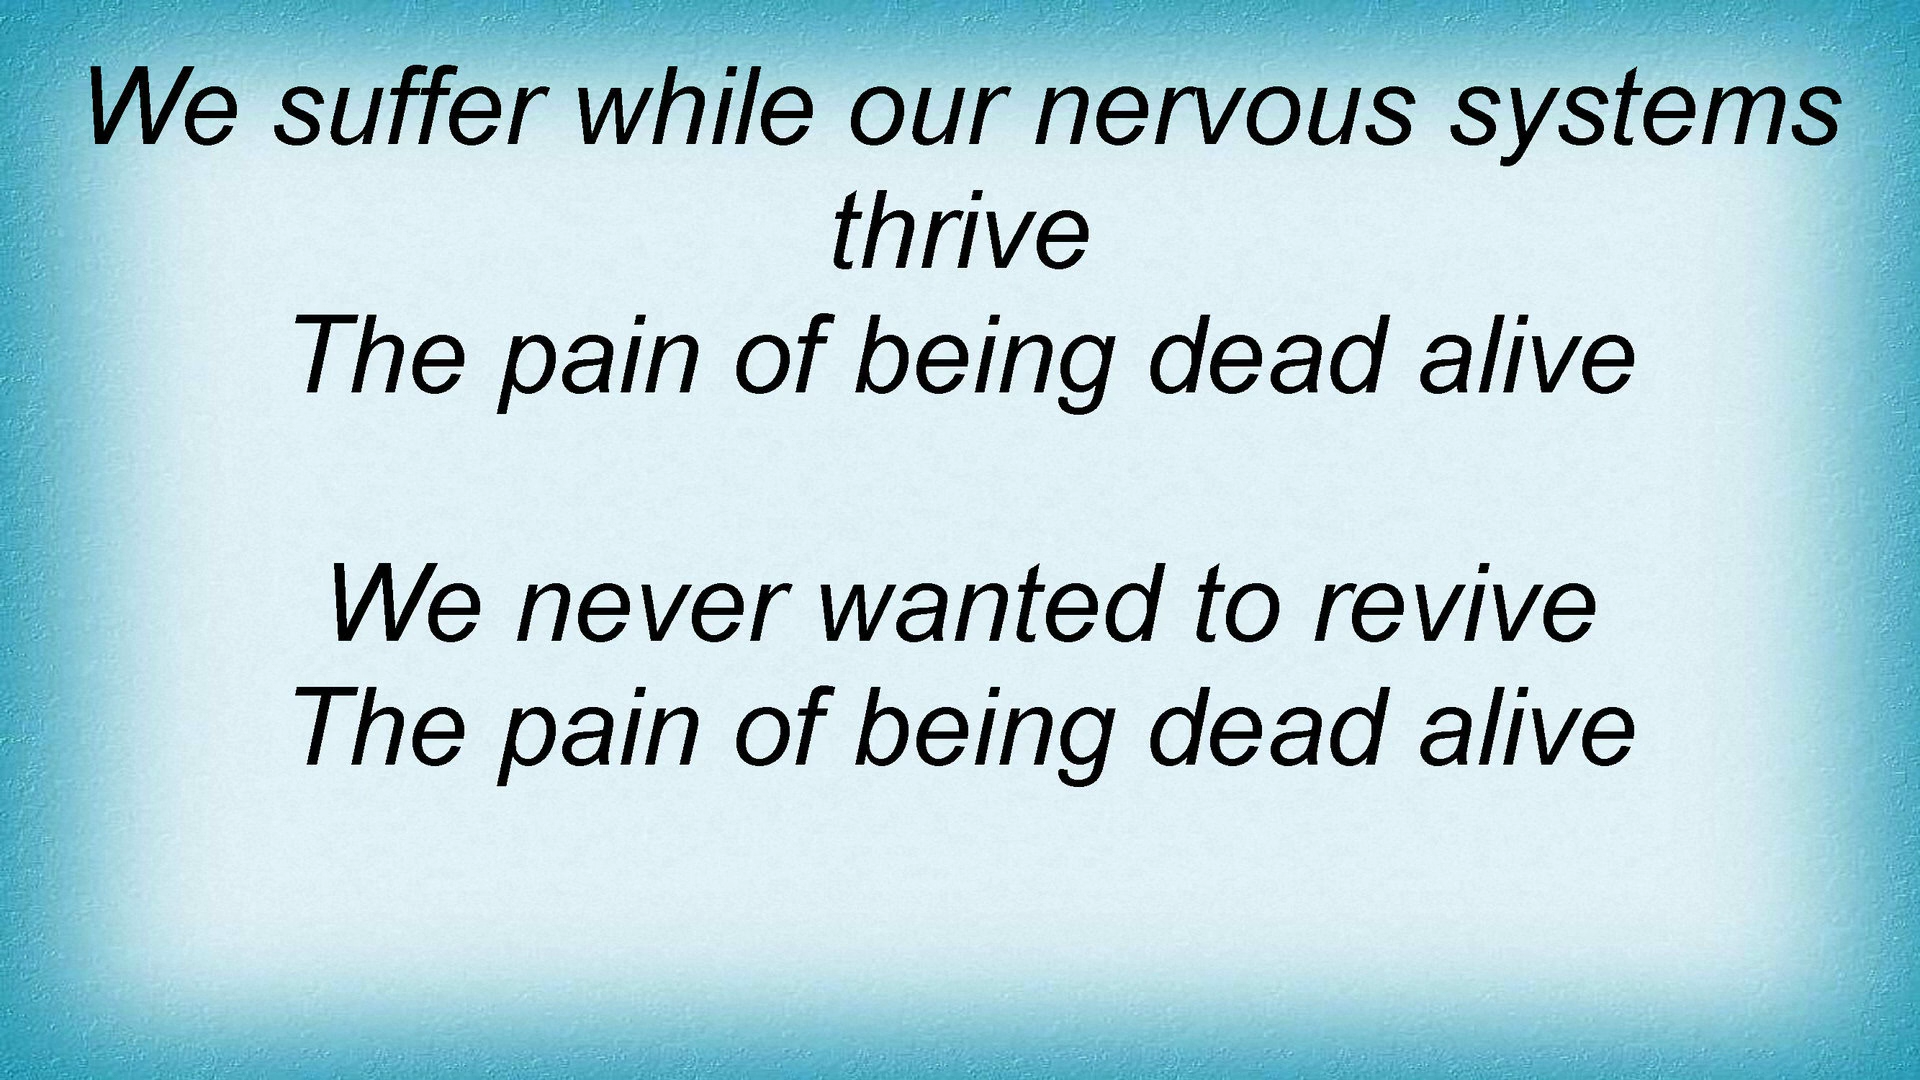 We suffer while our nervous systems
thrive
The pain of being dead alive
We never wanted to revive
The pain of being dead alive